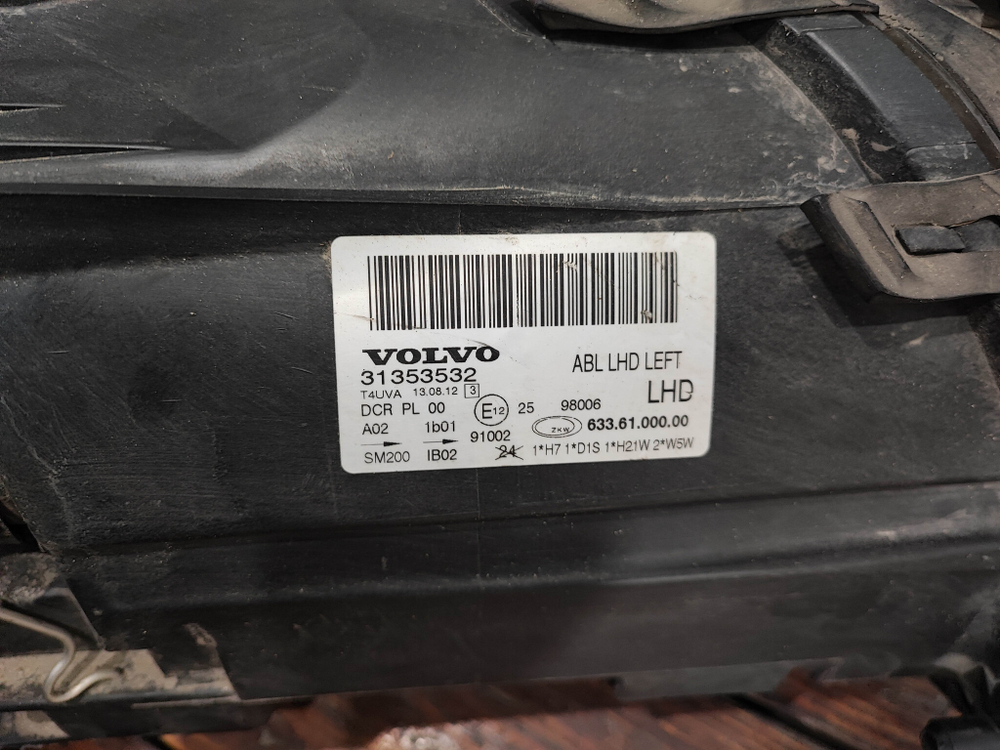 VOLVO
31353532
ABL LHD LEFT
T4UVA 13.08.12 3
LHD
DCR PL 00 E12 25 98006
A02 1b01 91002 ZKW 633.61.000.00
SM200 IB02 24 1*H7 1*D1S 1*H21W 2*W5W